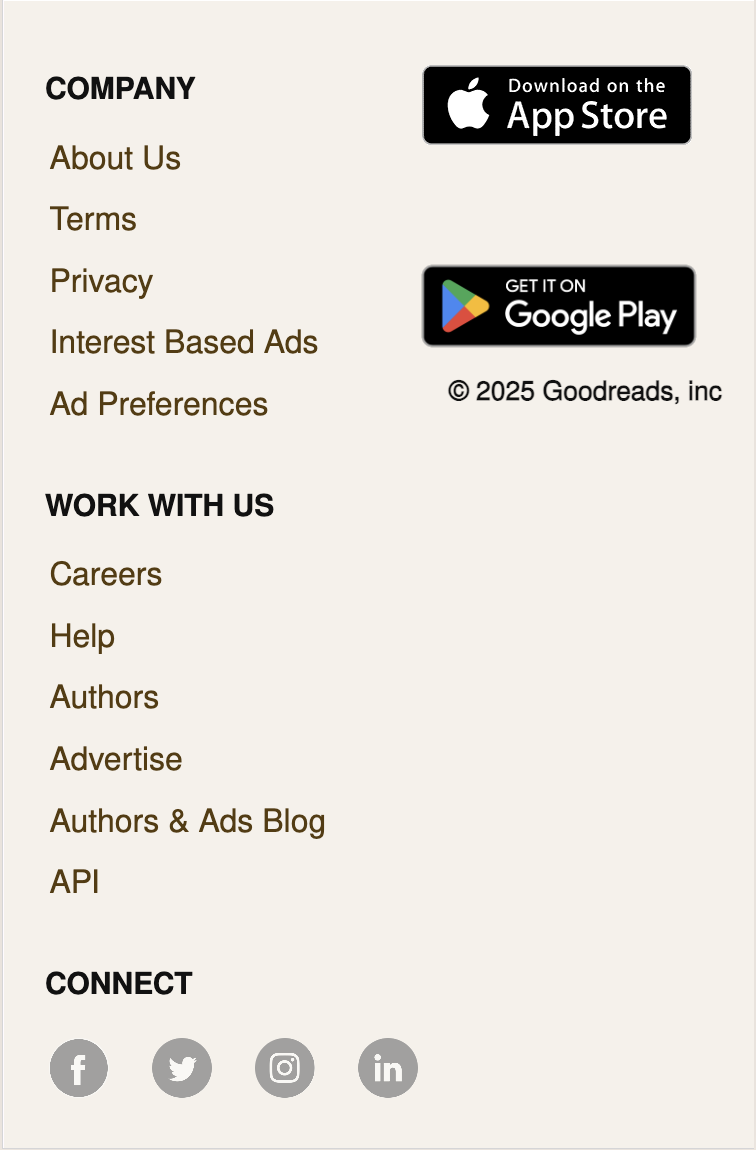 COMPANY
About Us
Terms
Privacy
Interest Based Ads
Ad Preferences
WORK WITH US
Careers
Help
Authors
Advertise
Authors & Ads Blog
API
CONNECT
f
in
Download on the
App Store
GET IT ON
Google Play
© 2025 Goodreads, inc